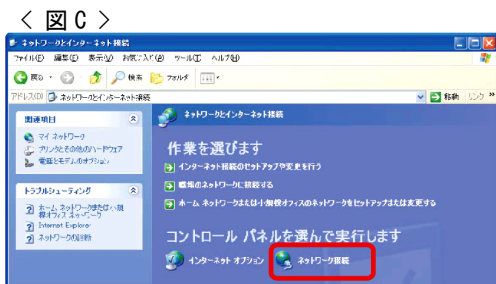 < 図C >
ネットワークとインターネット接続
ファイル(F) 編集(E) 表示(V) お気に入り(A) ツール(T) ヘルプ(H)
戻る 検索 フォルダ
アドレス(D) ネットワークとインターネット接続 移動 リンク »
関連項目
マイ ネットワーク
プリンタとその他のハードウェア
電話とモデムのオプション
トラブルシューティング
ホーム ネットワークまたは小規
模オフィス ネットワーク
Internet Explorer
ネットワークの診断
ネットワークとインターネット接続
作業を選びます
インターネット接続のセットアップや変更を行う
職場のネットワークに接続する
ホーム ネットワークまたは小規模オフィスのネットワークをセットアップまたは変更する
コントロール パネルを選んで実行します
インターネット オプション ネットワーク接続